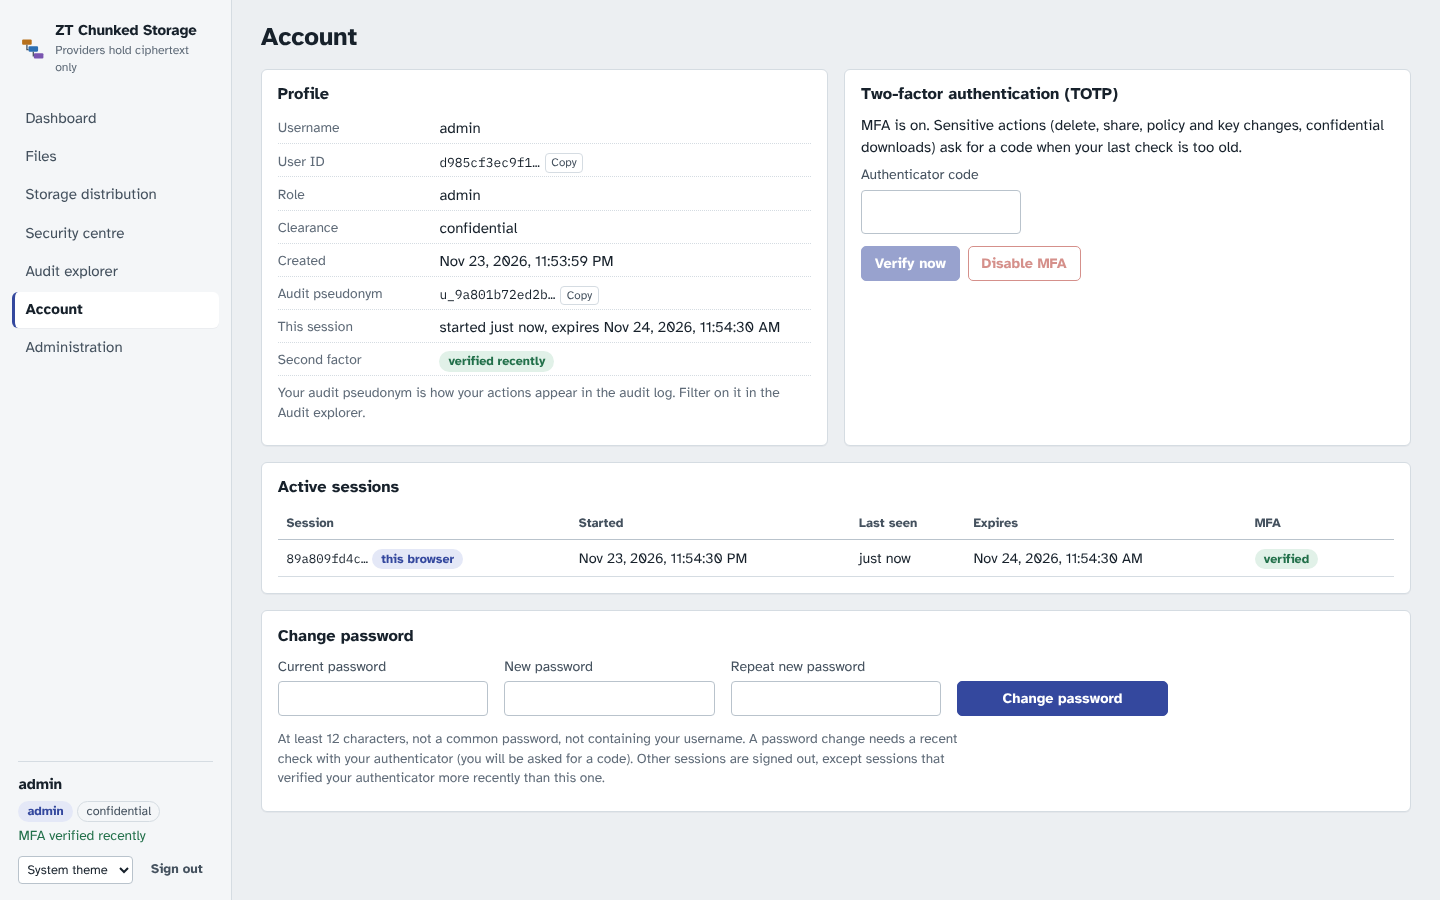 ZT Chunked Storage
Providers hold ciphertext
only
Dashboard
Files
Storage distribution
Security centre
Audit explorer
Account
Administration
admin
admin confidential
MFA verified recently
System theme Sign out
Account
Profile
Username admin
User ID d985cf3ec9f1… Copy
Role admin
Clearance confidential
Created Nov 23, 2026, 11:53:59 PM
Audit pseudonym u_9a801b72ed2b… Copy
This session started just now, expires Nov 24, 2026, 11:54:30 AM
Second factor verified recently
Your audit pseudonym is how your actions appear in the audit log. Filter on it in the
Audit explorer.
Two-factor authentication (TOTP)
MFA is on. Sensitive actions (delete, share, policy and key changes, confidential
downloads) ask for a code when your last check is too old.
Authenticator code
Verify now Disable MFA
Active sessions
Session Started Last seen Expires MFA
89a809fd4c… this browser Nov 23, 2026, 11:54:30 PM just now Nov 24, 2026, 11:54:30 AM verified
Change password
Current password New password Repeat new password
Change password
At least 12 characters, not a common password, not containing your username. A password change needs a recent
check with your authenticator (you will be asked for a code). Other sessions are signed out, except sessions that
verified your authenticator more recently than this one.